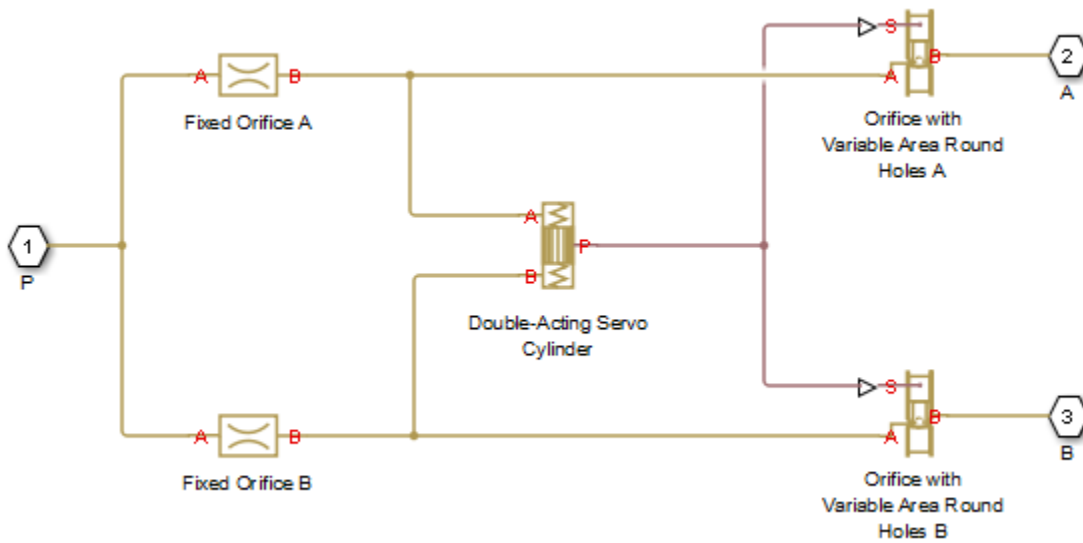 S
B
A
2
A
A
B
Fixed Orifice A
Orifice with
Variable Area Round
Holes A
A
P
B
1
P
Double-Acting Servo
Cylinder
S
B
A
3
B
A
B
Fixed Orifice B
Orifice with
Variable Area Round
Holes B